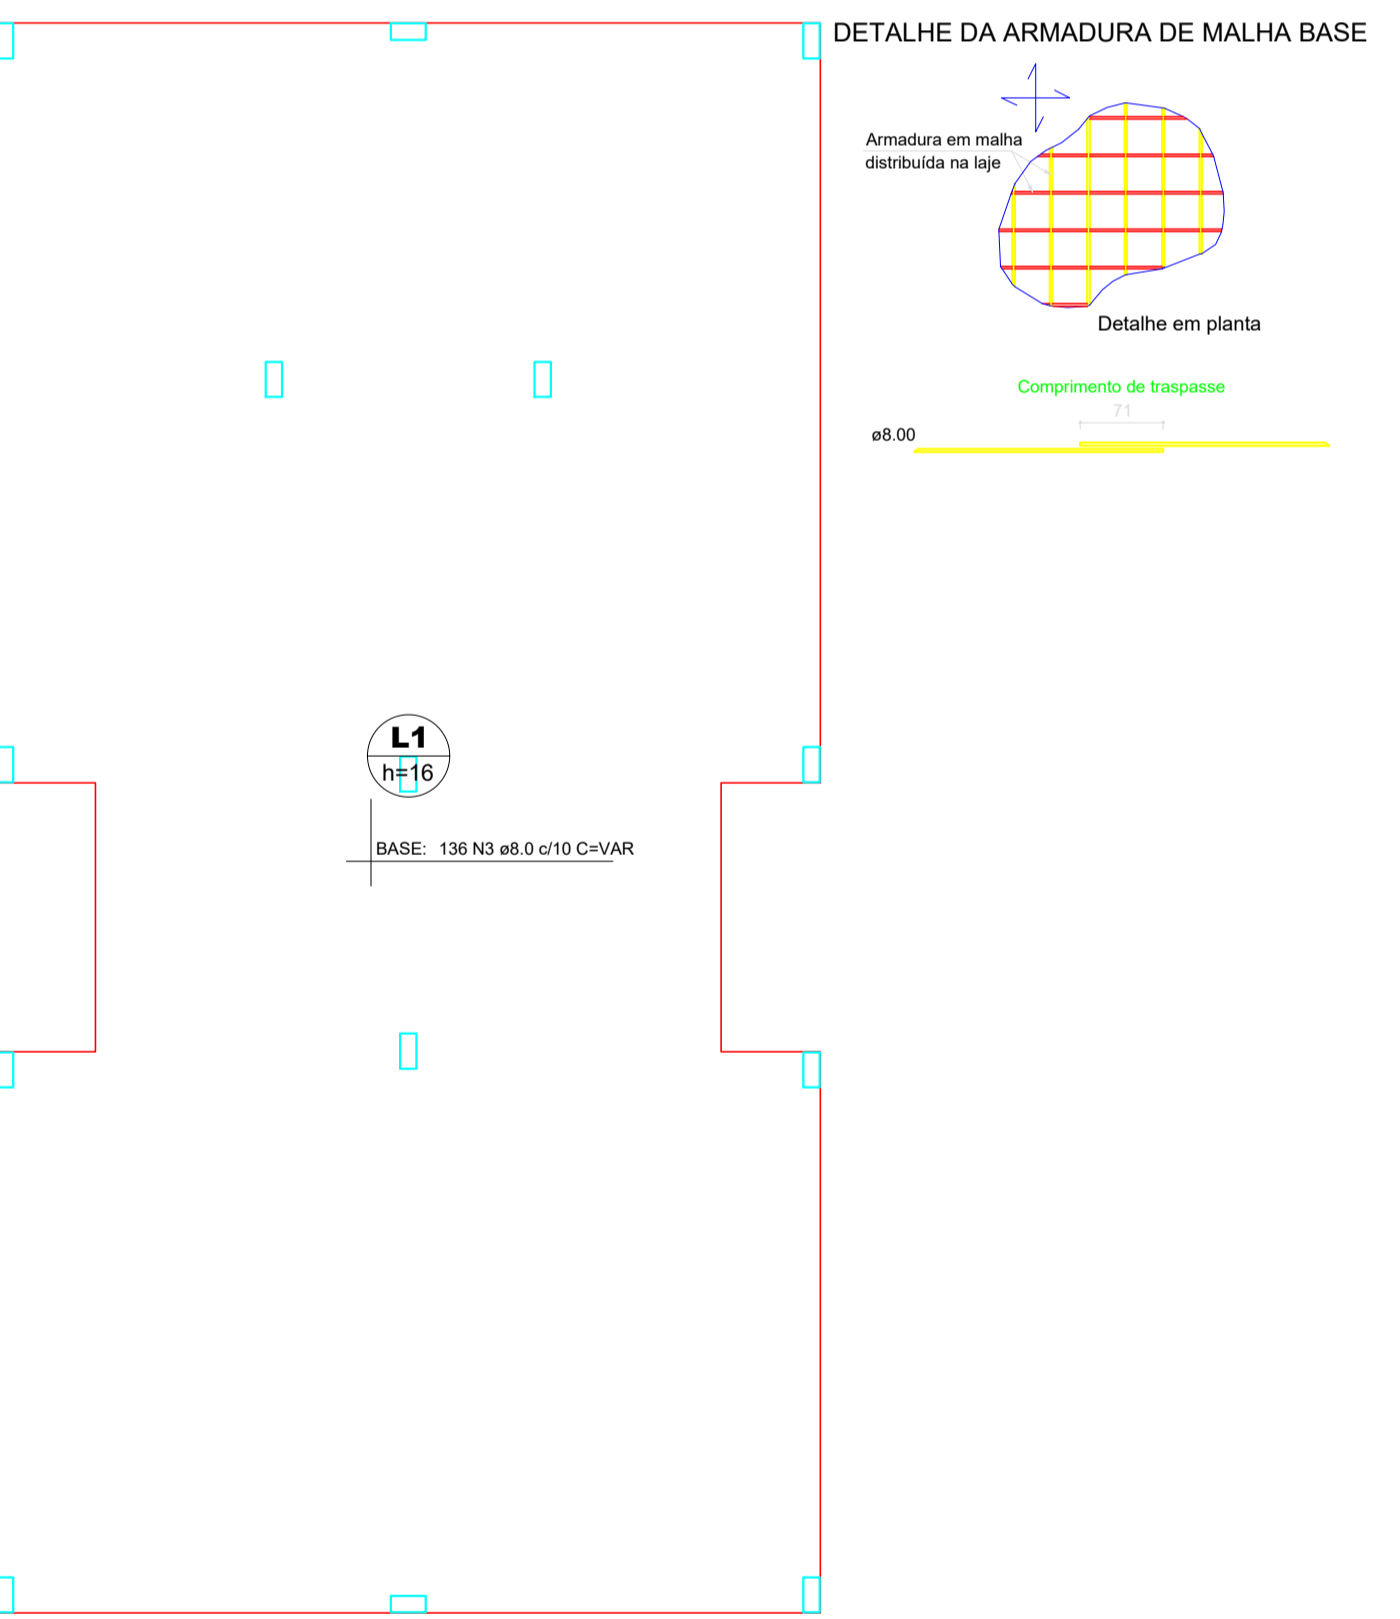 DETALHE DA ARMADURA DE MALHA BASE
Armadura em malha
distribuída na laje
Detalhe em planta
Comprimento de traspasse
71
ø8.00
L1
h=16
BASE: 136 N3 ø8.0 c/10 C=VAR